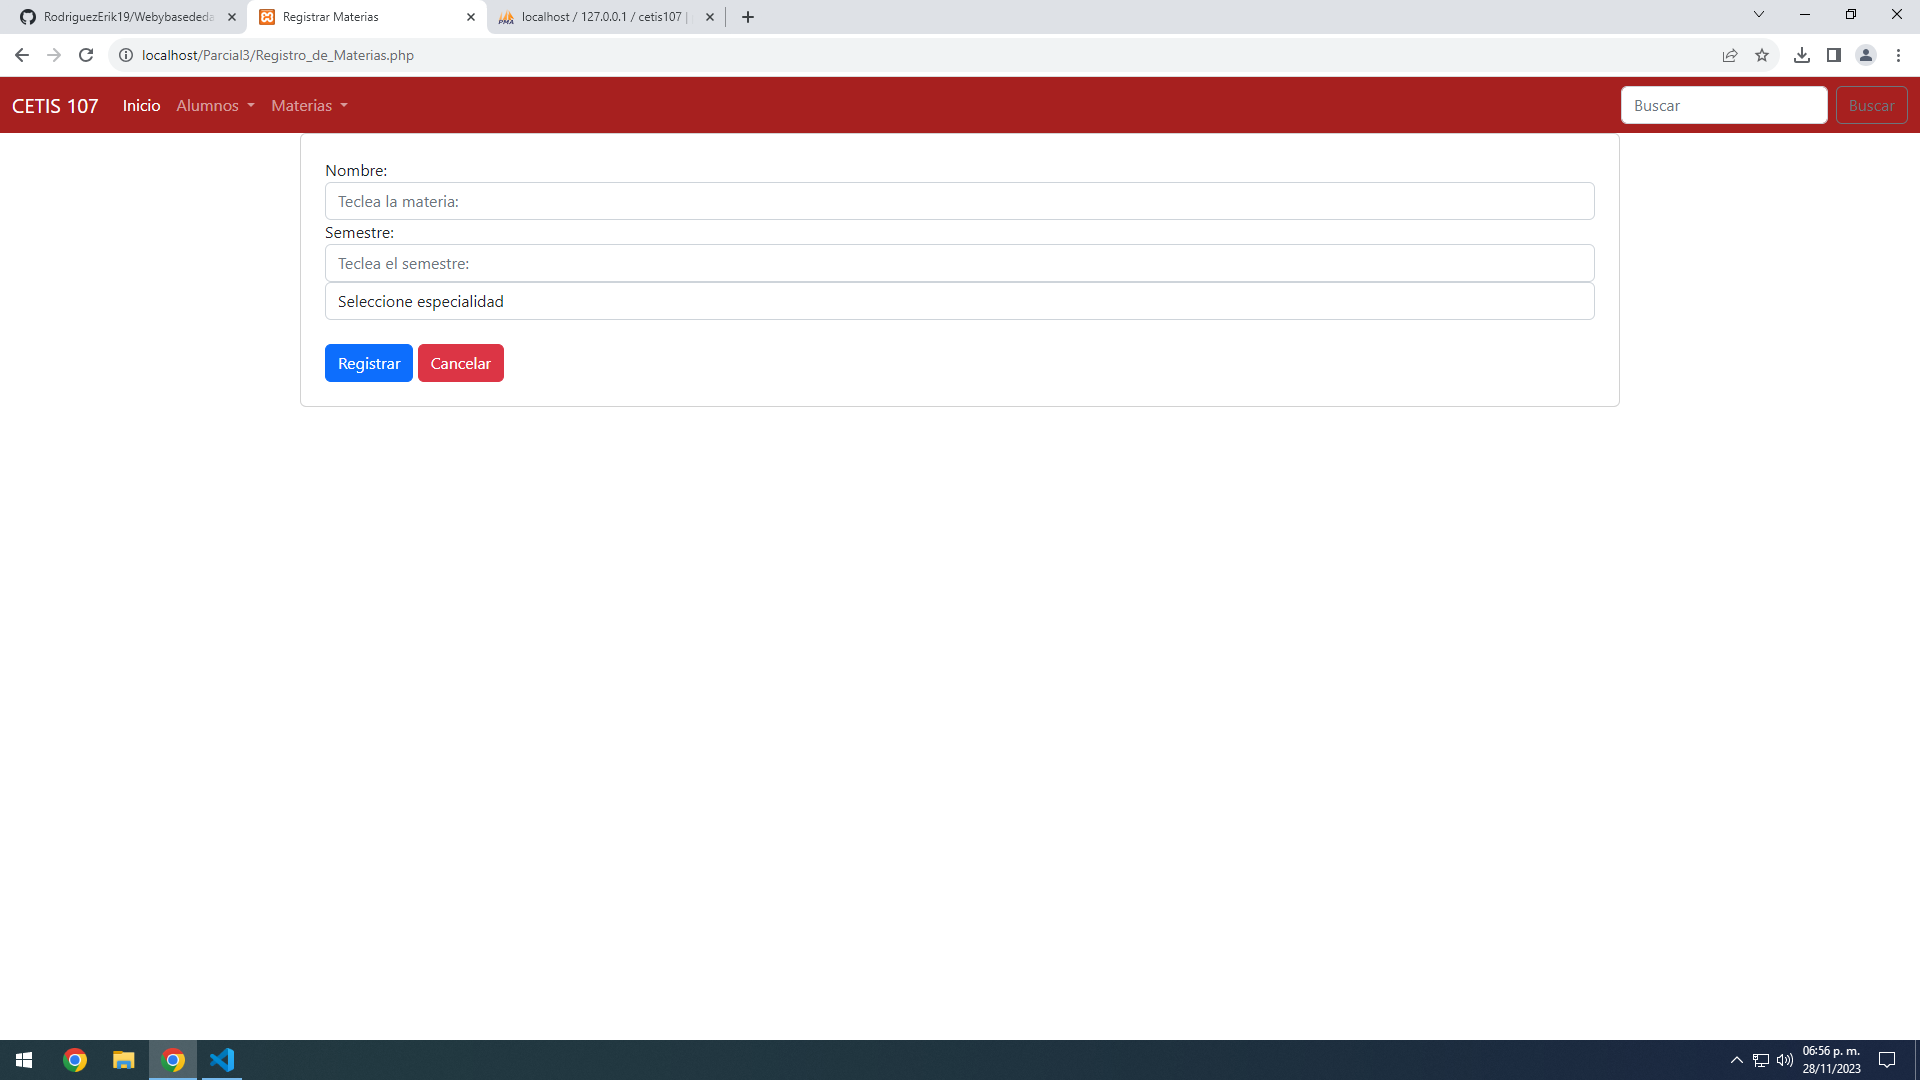 RodriguezErik19/Webybasededa
Registrar Materias
localhost / 127.0.0.1 / cetis107 |
localhost/Parcial3/Registro_de_Materias.php
CETIS 107 Inicio Alumnos Materias Buscar Buscar
Nombre:
Teclea la materia:
Semestre:
Teclea el semestre:
Seleccione especialidad
Registrar Cancelar
06:56 p. m.
28/11/2023